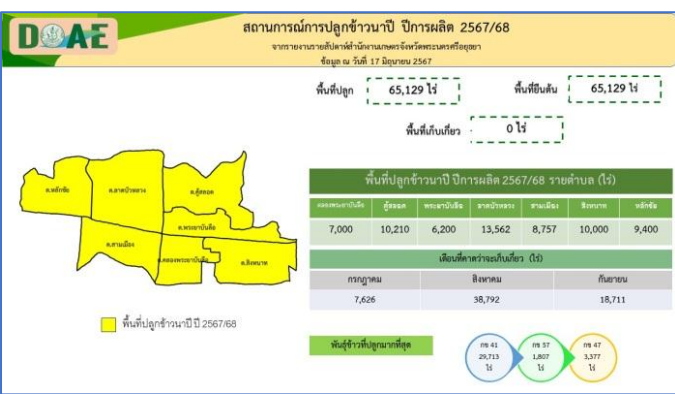 DOAE
สถานการณ์การปลูกข้าวนาปี ปีการผลิต 2567/68
จากรายงานรายสัปดาห์สำนักงานเกษตรจังหวัดพระนครศรีอยุธยา
ข้อมูล ณ วันที่ 17 มิถุนายน 2567
พื้นที่ปลูก 65,129 ไร่ พื้นที่ยืนต้น 65,129 ไร่
พื้นที่เก็บเกี่ยว 0 ไร่
ต.หลักชัย
ต.ลาดบัวหลวง
ต.คู้สลอด
ต.พระยาบันลือ
ต.สามเมือง
ต.คลองพระยาบันลือ
ต.สิงหนาท
พื้นที่ปลูกข้าวนาปี ปี 2567/68
พื้นที่ปลูกข้าวนาปี ปีการผลิต 2567/68 รายตำบล (ไร่)
คลองพระยาบันลือ คู้สลอด พระยาบันลือ ลาดบัวหลวง สามเมือง สิงหนาท หลักชัย
7,000 10,210 6,200 13,562 8,757 10,000 9,400
เดือนที่คาดว่าจะเก็บเกี่ยว (ไร่)
กรกฎาคม สิงหาคม กันยายน
7,626 38,792 18,711
พันธุ์ข้าวที่ปลูกมากที่สุด
กข 41 กข 57 กข 47
29,713 1,807 3,377
ไร่ ไร่ ไร่